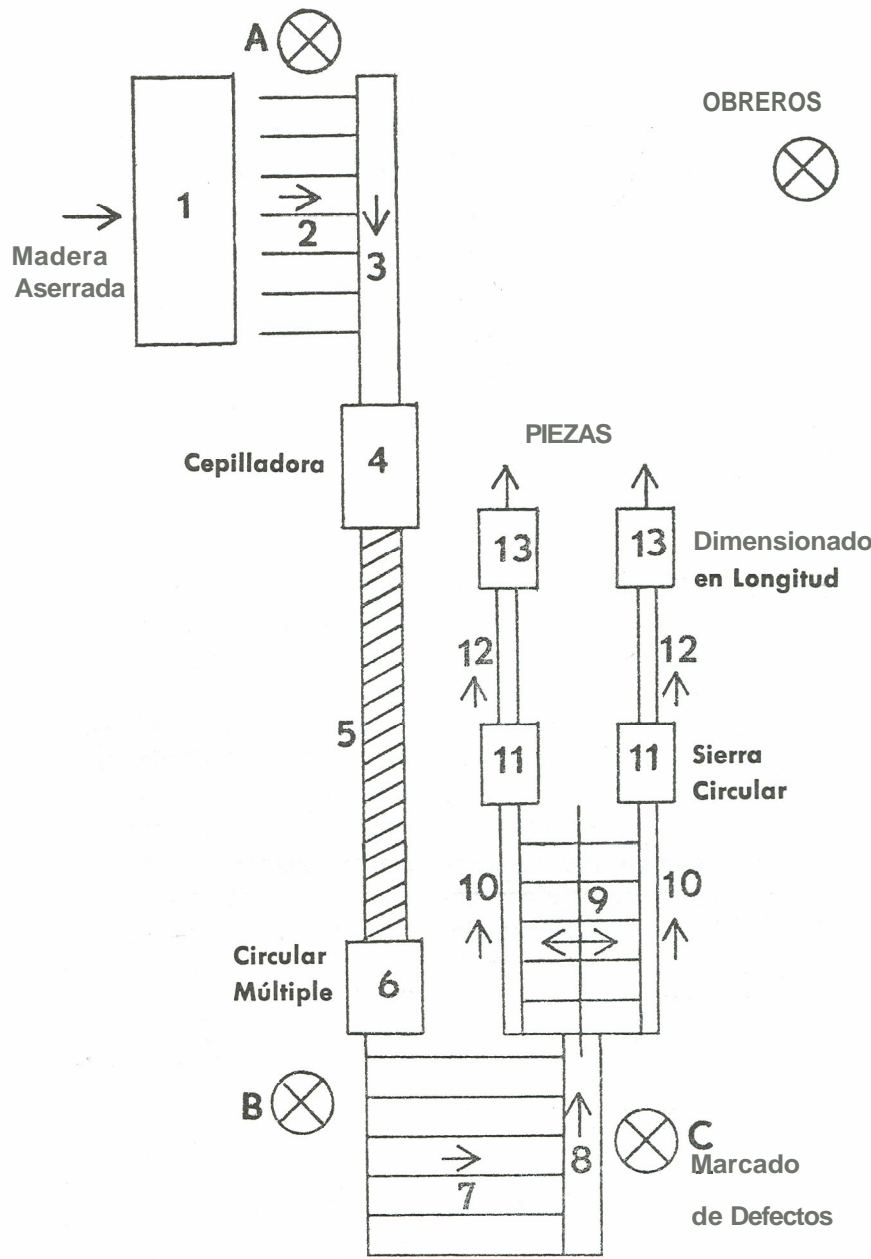 A
OBREROS
1
2
3
Madera
Aserrada
Cepilladora
4
PIEZAS
13
13
Dimensionado
en Longitud
12
12
5
11
11
Sierra
Circular
10
9
10
Circular
Múltiple
6
B
7
8
C
Marcado
de Defectos